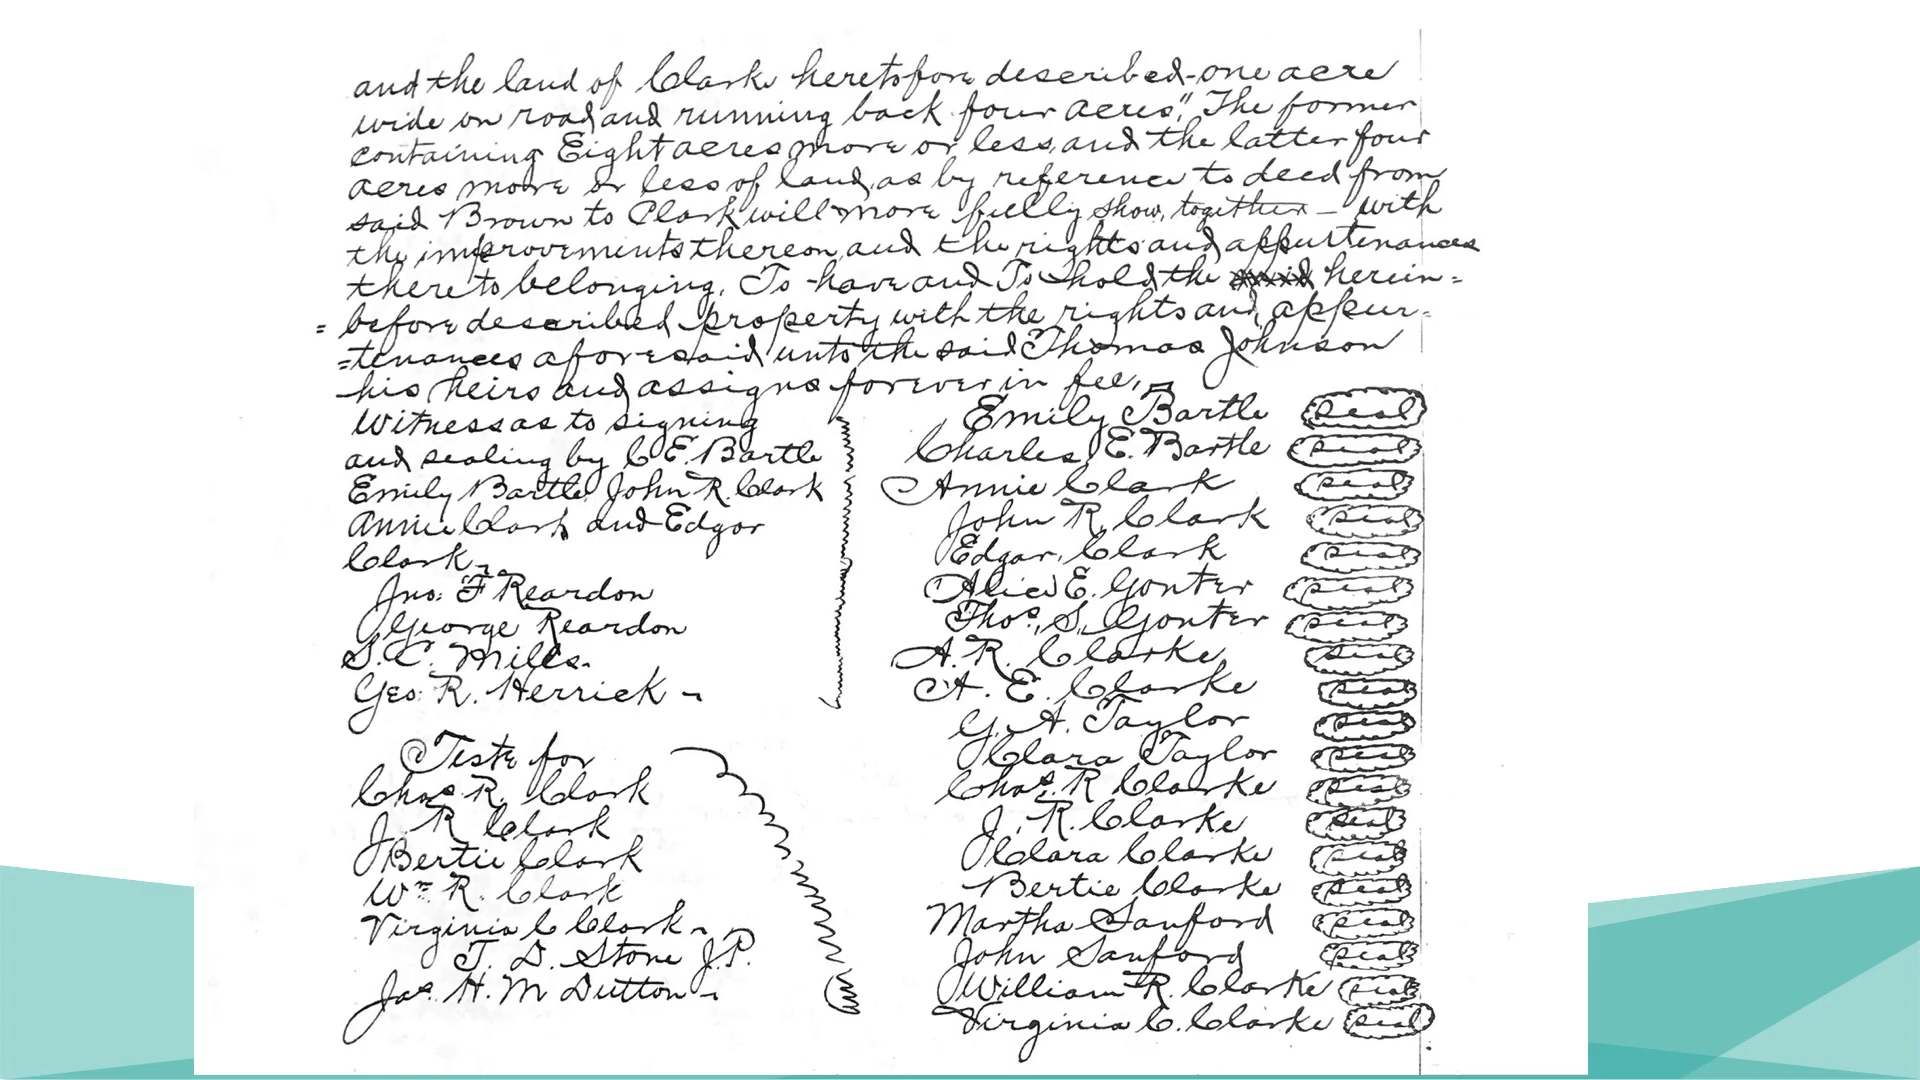 and the land of Clark heretofore described - one acre
wide on road and running back four acres," The former
containing Eight acres more or less, and the latter four
acres more or less of land, as by reference to deed from
said Brown to Clark will more fully show, together - with
the improvements thereon, and the rights and appurtenances
thereto belonging. To have and To hold the said herein=
=before described property with the rights and appur-
=tenances aforesaid unto the said Thomas Johnson
his heirs and assigns forever in fee,
Witness as to signing
and sealing by C E. Bartle
Emily Bartle, John R. Clark
Annie Clark and Edgar
Clark
Jno. F Reardon
George Reardon
S. C. Miles.
Geo. R. Herrick -
Teste for
Chas R. Clark
J. R Clark
Bertie Clark
Wm R. Clark
Virginia C Clark -
T. D. Stone J.P.
Jas. H. M Dutton -
Emily Bartle seal
Charles E. Bartle seal
Annie Clark seal
John R. Clark seal
Edgar Clark seal
Alice E. Gonter seal
Thos. S. Gonter seal
A. R. Clarke seal
A. E. Clarke seal
G. A. Taylor seal
Clara Taylor seal
Chas. R Clarke seal
J. R. Clarke seal
Clara Clarke seal
Bertie Clarke seal
Martha Sanford seal
John Sanford seal
William R. Clarke seal
Virginia C. Clarke seal